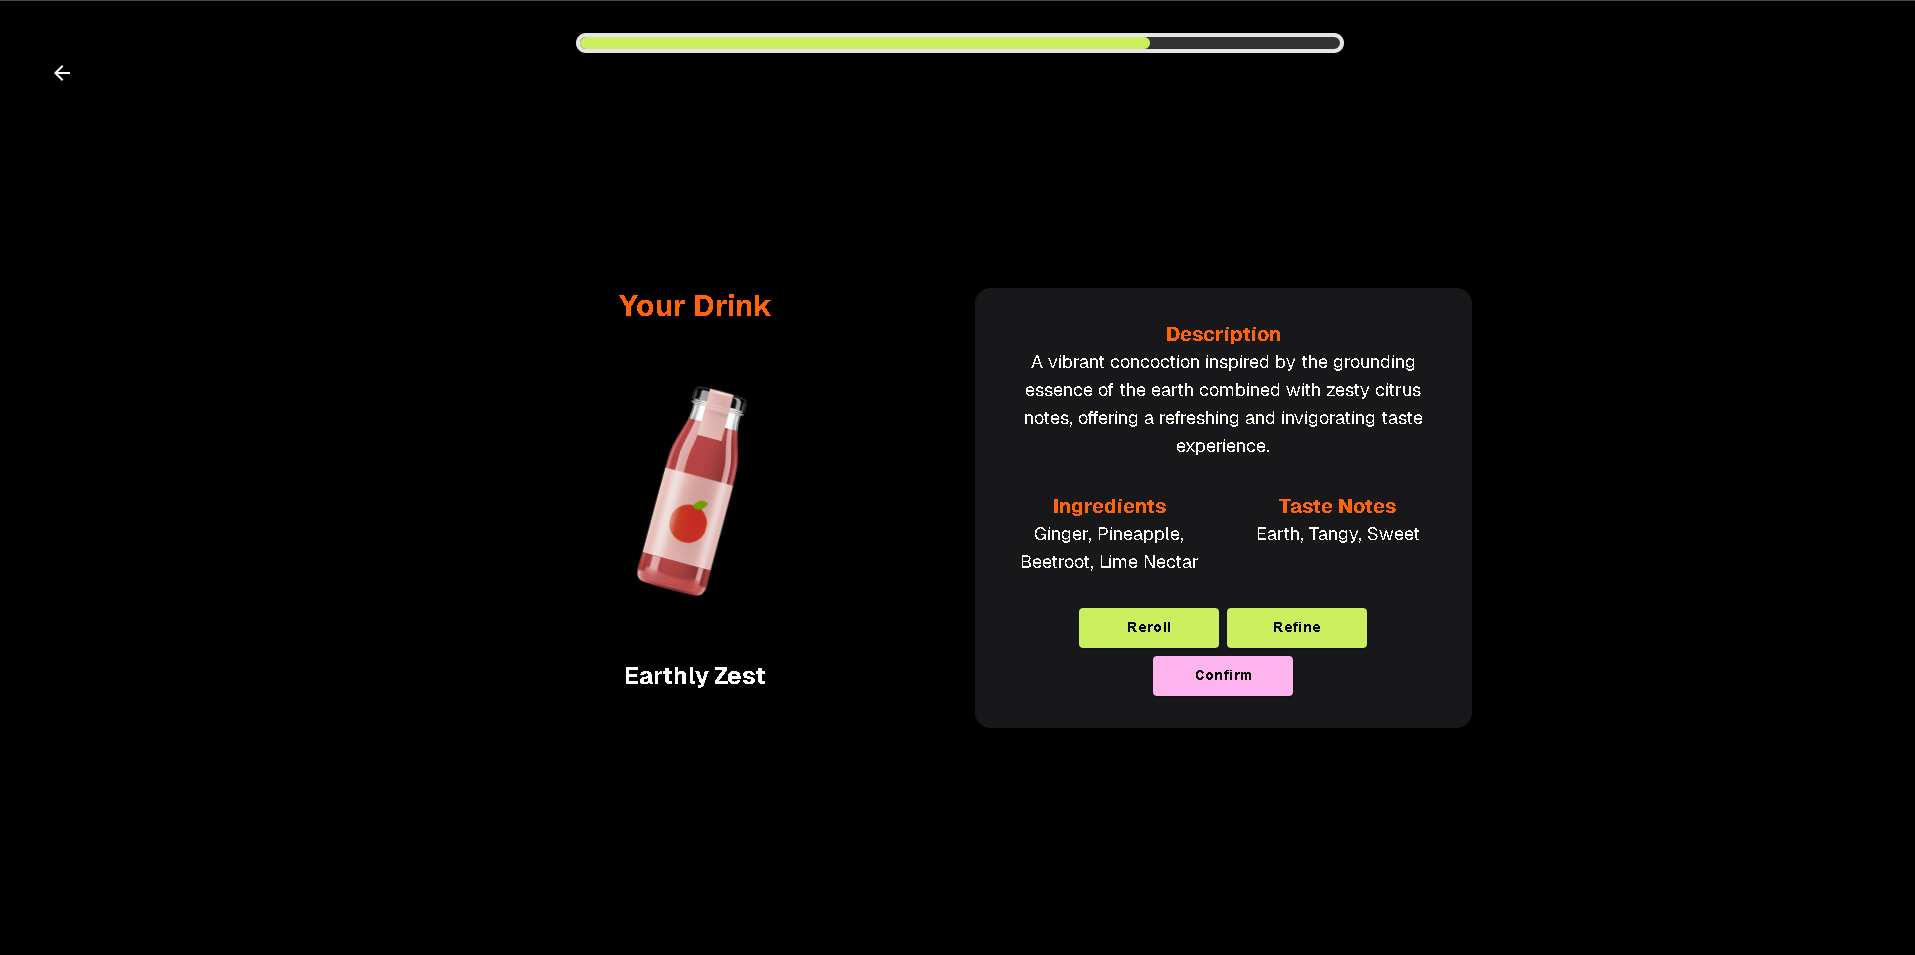 Your Drink
Earthly Zest
Description
A vibrant concoction inspired by the grounding
essence of the earth combined with zesty citrus
notes, offering a refreshing and invigorating taste
experience.
Ingredients
Ginger, Pineapple,
Beetroot, Lime Nectar
Taste Notes
Earth, Tangy, Sweet
Reroll
Refine
Confirm